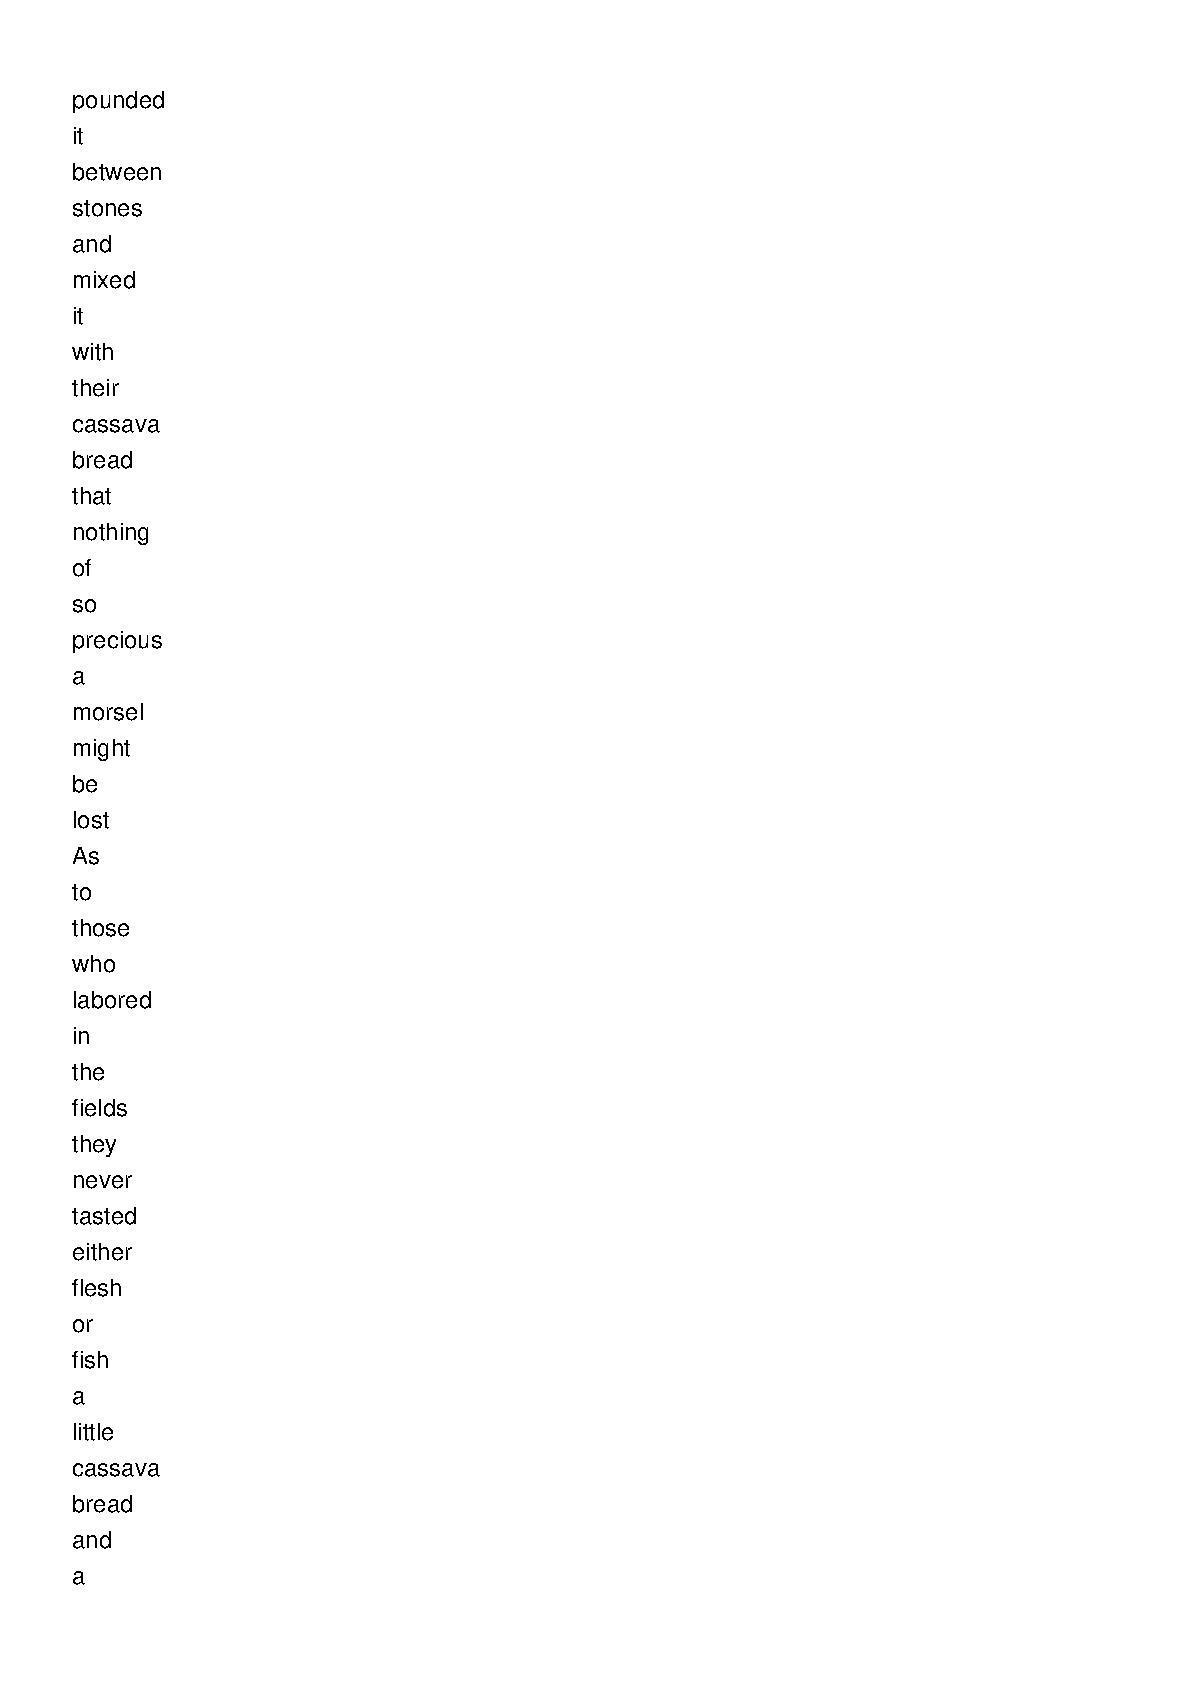 pounded
it
between
stones
and
mixed
it
with
their
cassava
bread
that
nothing
of
so
precious
a
morsel
might
be
lost
As
to
those
who
labored
in
the
fields
they
never
tasted
either
flesh
or
fish
a
little
cassava
bread
and
a